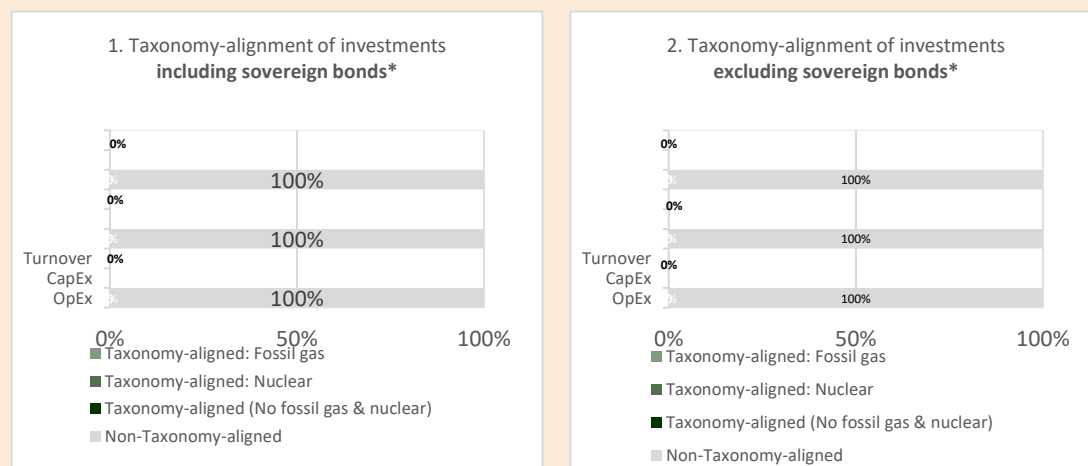 1. Taxonomy-alignment of investments
including sovereign bonds*
0%
100%
0%
100%
Turnover
0%
CapEx
OpEx
100%
0%
50%
100%
Taxonomy-aligned: Fossil gas
Taxonomy-aligned: Nuclear
Taxonomy-aligned (No fossil gas & nuclear)
Non-Taxonomy-aligned
2. Taxonomy-alignment of investments
excluding sovereign bonds*
0%
100%
0%
100%
Turnover
0%
CapEx
OpEx
100%
0%
50%
100%
Taxonomy-aligned: Fossil gas
Taxonomy-aligned: Nuclear
Taxonomy-aligned (No fossil gas & nuclear)
Non-Taxonomy-aligned